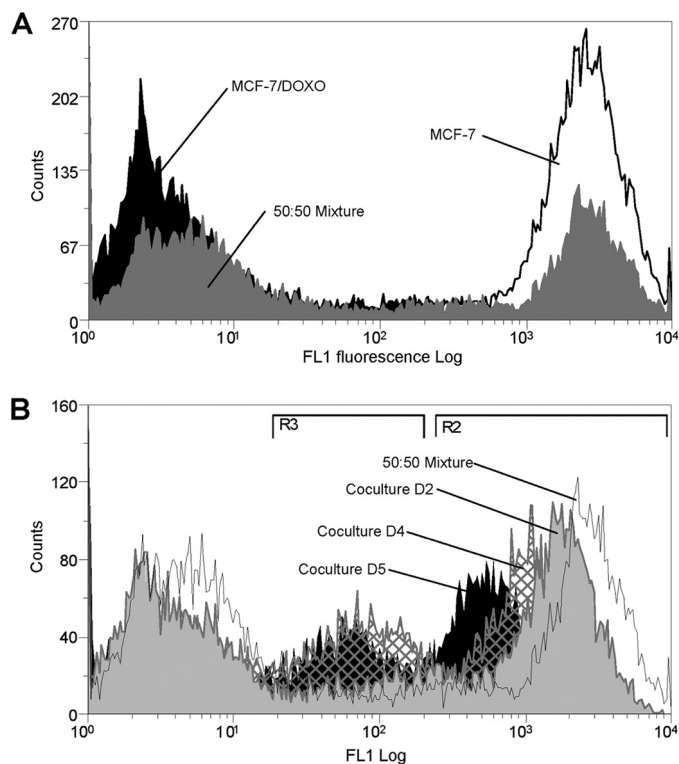 A
270
202
135
67
0
Counts
MCF-7/DOXO
50:50 Mixture
MCF-7
10⁰
10¹
10²
10³
10⁴
FL1 fluorescence Log
B
160
120
80
40
0
Counts
R3
R2
50:50 Mixture
Coculture D2
Coculture D4
Coculture D5
10⁰
10¹
10²
10³
10⁴
FL1 Log